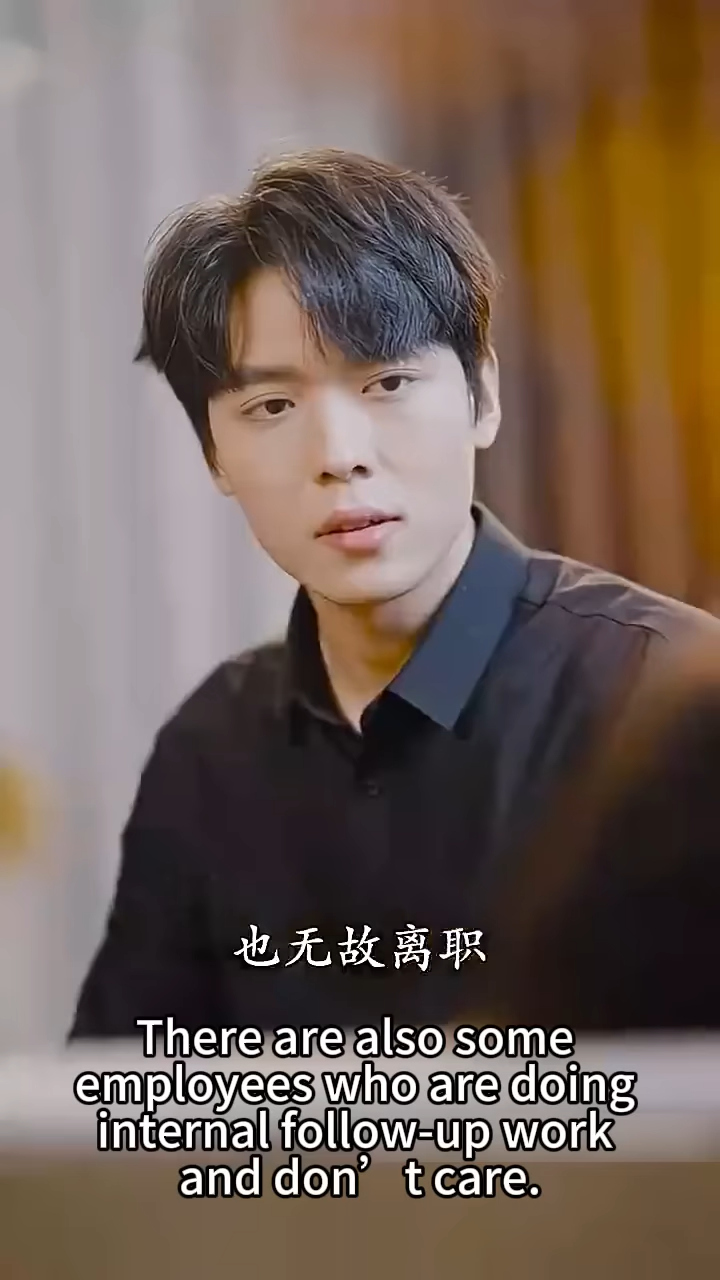 也无故离职
There are also some
employees who are doing
internal follow-up work
and don’t care.